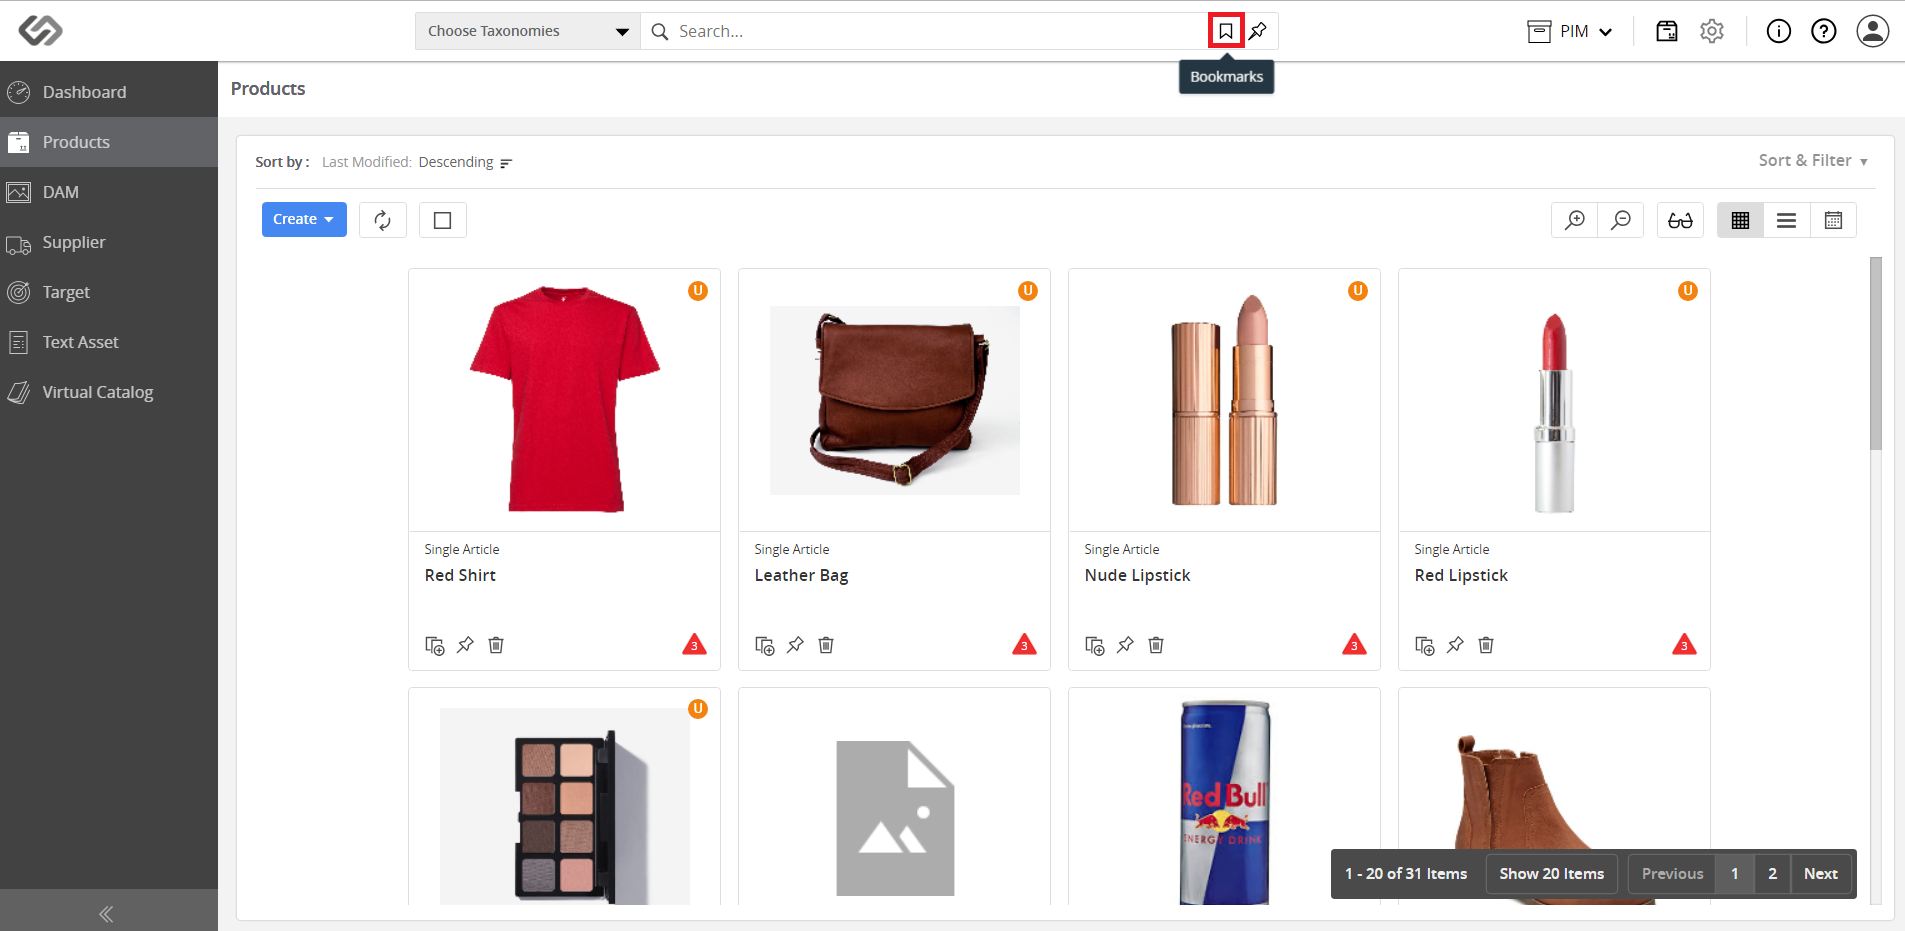 Choose Taxonomies
Search...
PIM
Bookmarks
Dashboard
Products
DAM
Supplier
Target
Text Asset
Virtual Catalog
Products
Sort by : Last Modified: Descending
Sort & Filter
Create
U
U
U
U
Single Article
Red Shirt
3
Single Article
Leather Bag
3
Single Article
Nude Lipstick
3
Single Article
Red Lipstick
3
U
Red Bull
ENERGY DRINK
1 - 20 of 31 Items
Show 20 Items
Previous
1
2
Next